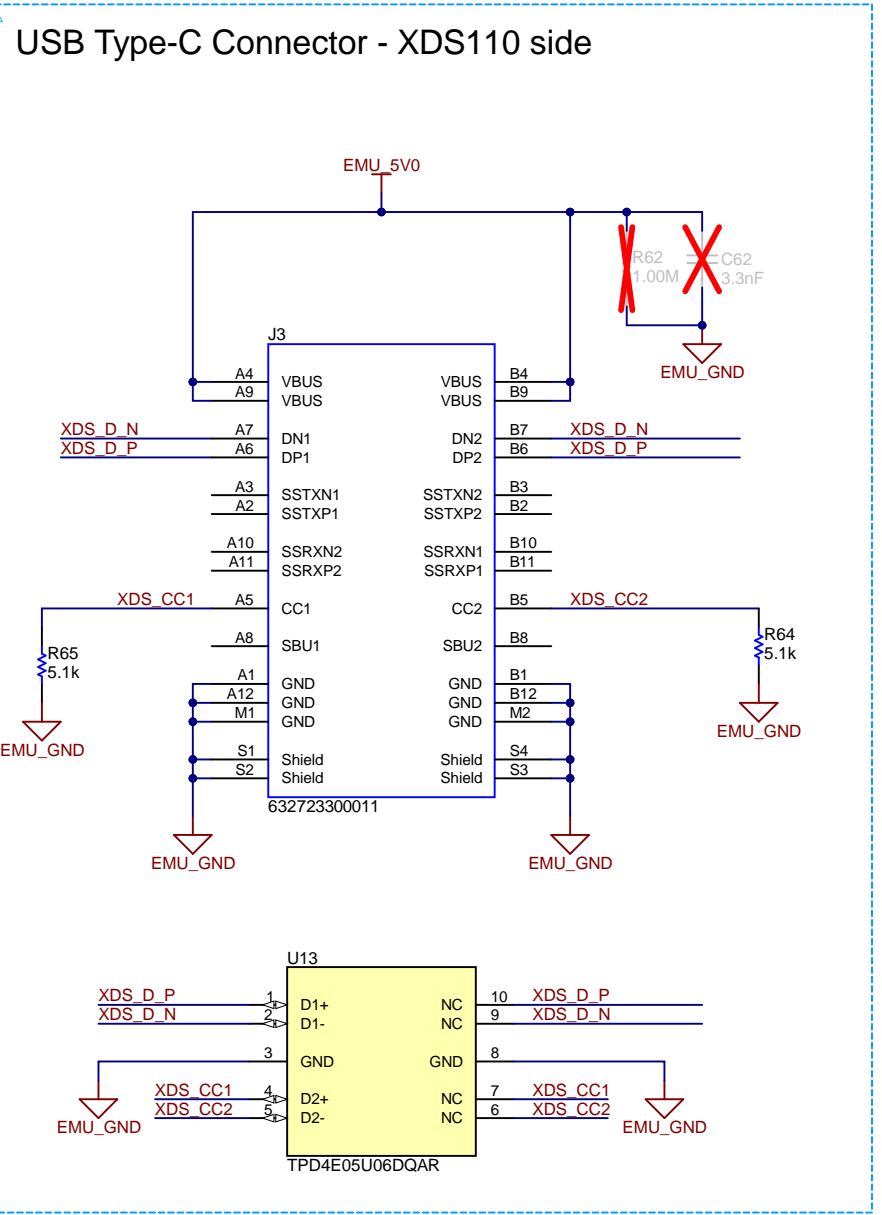 USB Type-C Connector - XDS110 side
EMU_5V0
R62
1.00M
C62
3.3nF
EMU_GND
J3
A4 VBUS VBUS B4
A9 VBUS VBUS B9
XDS_D_N A7 DN1 DN2 B7 XDS_D_N
XDS_D_P A6 DP1 DP2 B6 XDS_D_P
A3 SSTXN1 SSTXN2 B3
A2 SSTXP1 SSTXP2 B2
A10 SSRXN2 SSRXN1 B10
A11 SSRXP2 SSRXP1 B11
XDS_CC1 A5 CC1 CC2 B5 XDS_CC2
R65
5.1k
EMU_GND
A8 SBU1 SBU2 B8
R64
5.1k
EMU_GND
A1 GND GND B1
A12 GND GND B12
M1 GND GND M2
S1 Shield Shield S4
S2 Shield Shield S3
632723300011
EMU_GND EMU_GND
U13
XDS_D_P 1 D1+ NC 10 XDS_D_P
XDS_D_N 2 D1- NC 9 XDS_D_N
3 GND GND 8
XDS_CC1 4 D2+ NC 7 XDS_CC1
XDS_CC2 5 D2- NC 6 XDS_CC2
EMU_GND EMU_GND
TPD4E05U06DQAR